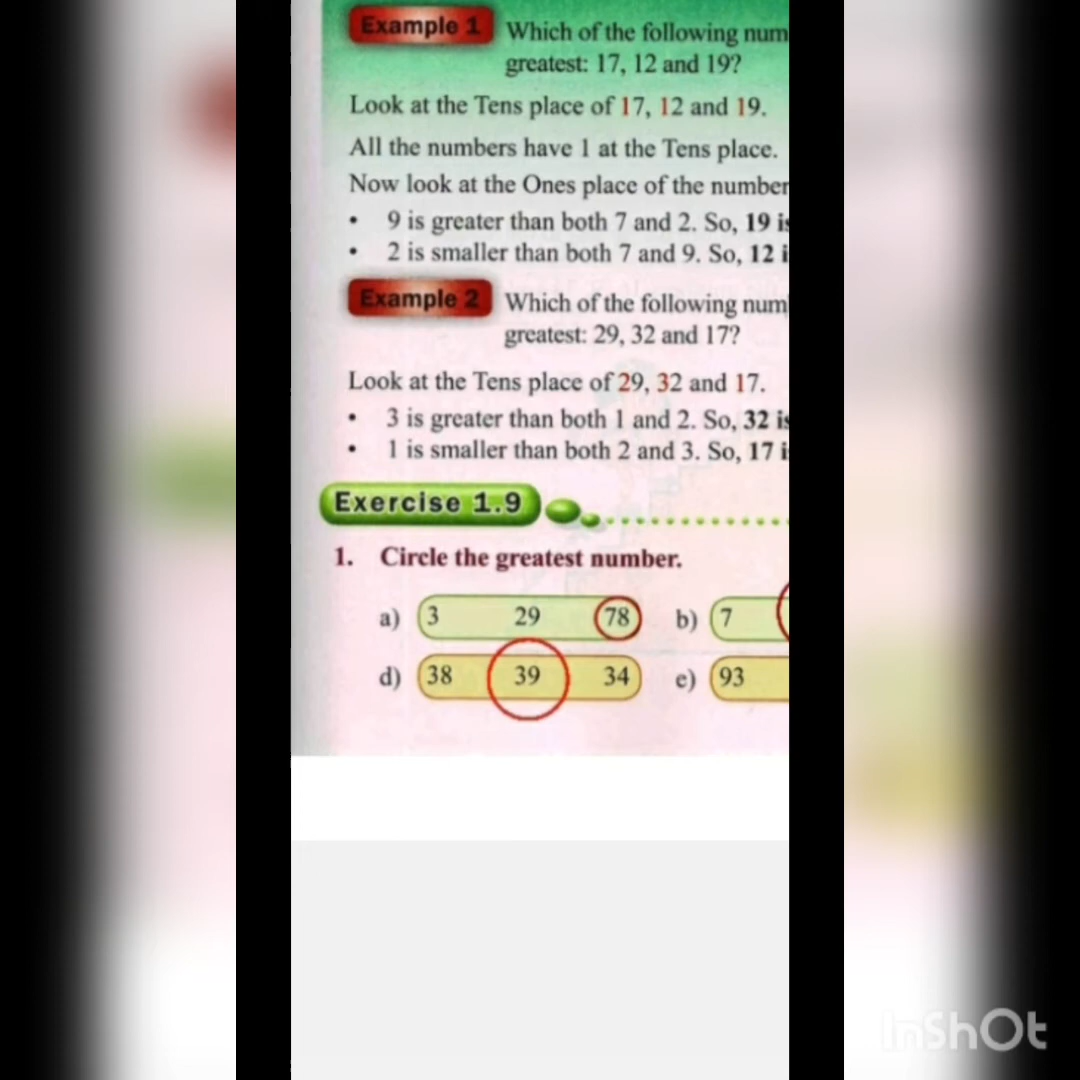 Example 1 Which of the following num
greatest: 17, 12 and 19?
Look at the Tens place of 17, 12 and 19.
All the numbers have 1 at the Tens place.
Now look at the Ones place of the number
• 9 is greater than both 7 and 2. So, 19 is
• 2 is smaller than both 7 and 9. So, 12 i
Example 2 Which of the following num
greatest: 29, 32 and 17?
Look at the Tens place of 29, 32 and 17.
• 3 is greater than both 1 and 2. So, 32 is
• 1 is smaller than both 2 and 3. So, 17 i
Exercise 1.9
1. Circle the greatest number.
a) 3 29 78 b) 7
d) 38 39 34 e) 93
InShOt